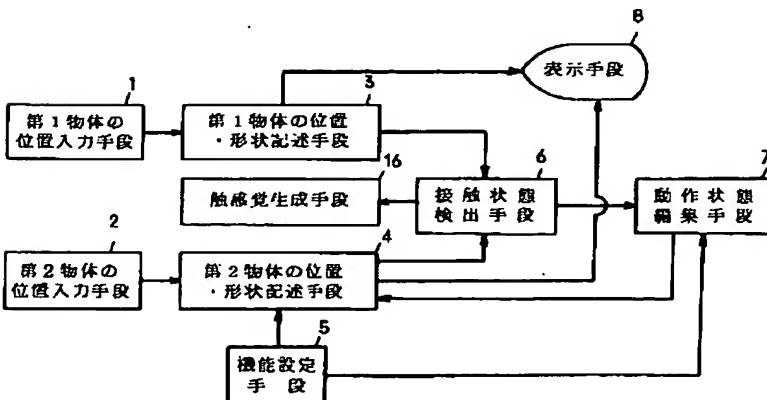 8
表示手段
1
第1物体の
位置入力手段
3
第1物体の位置
・形状記述手段
16
触感覚生成手段
6
接触状態
検出手段
7
動作状態
編集手段
2
第2物体の
位置入力手段
4
第2物体の位置
・形状記述手段
5
機能設定
手段